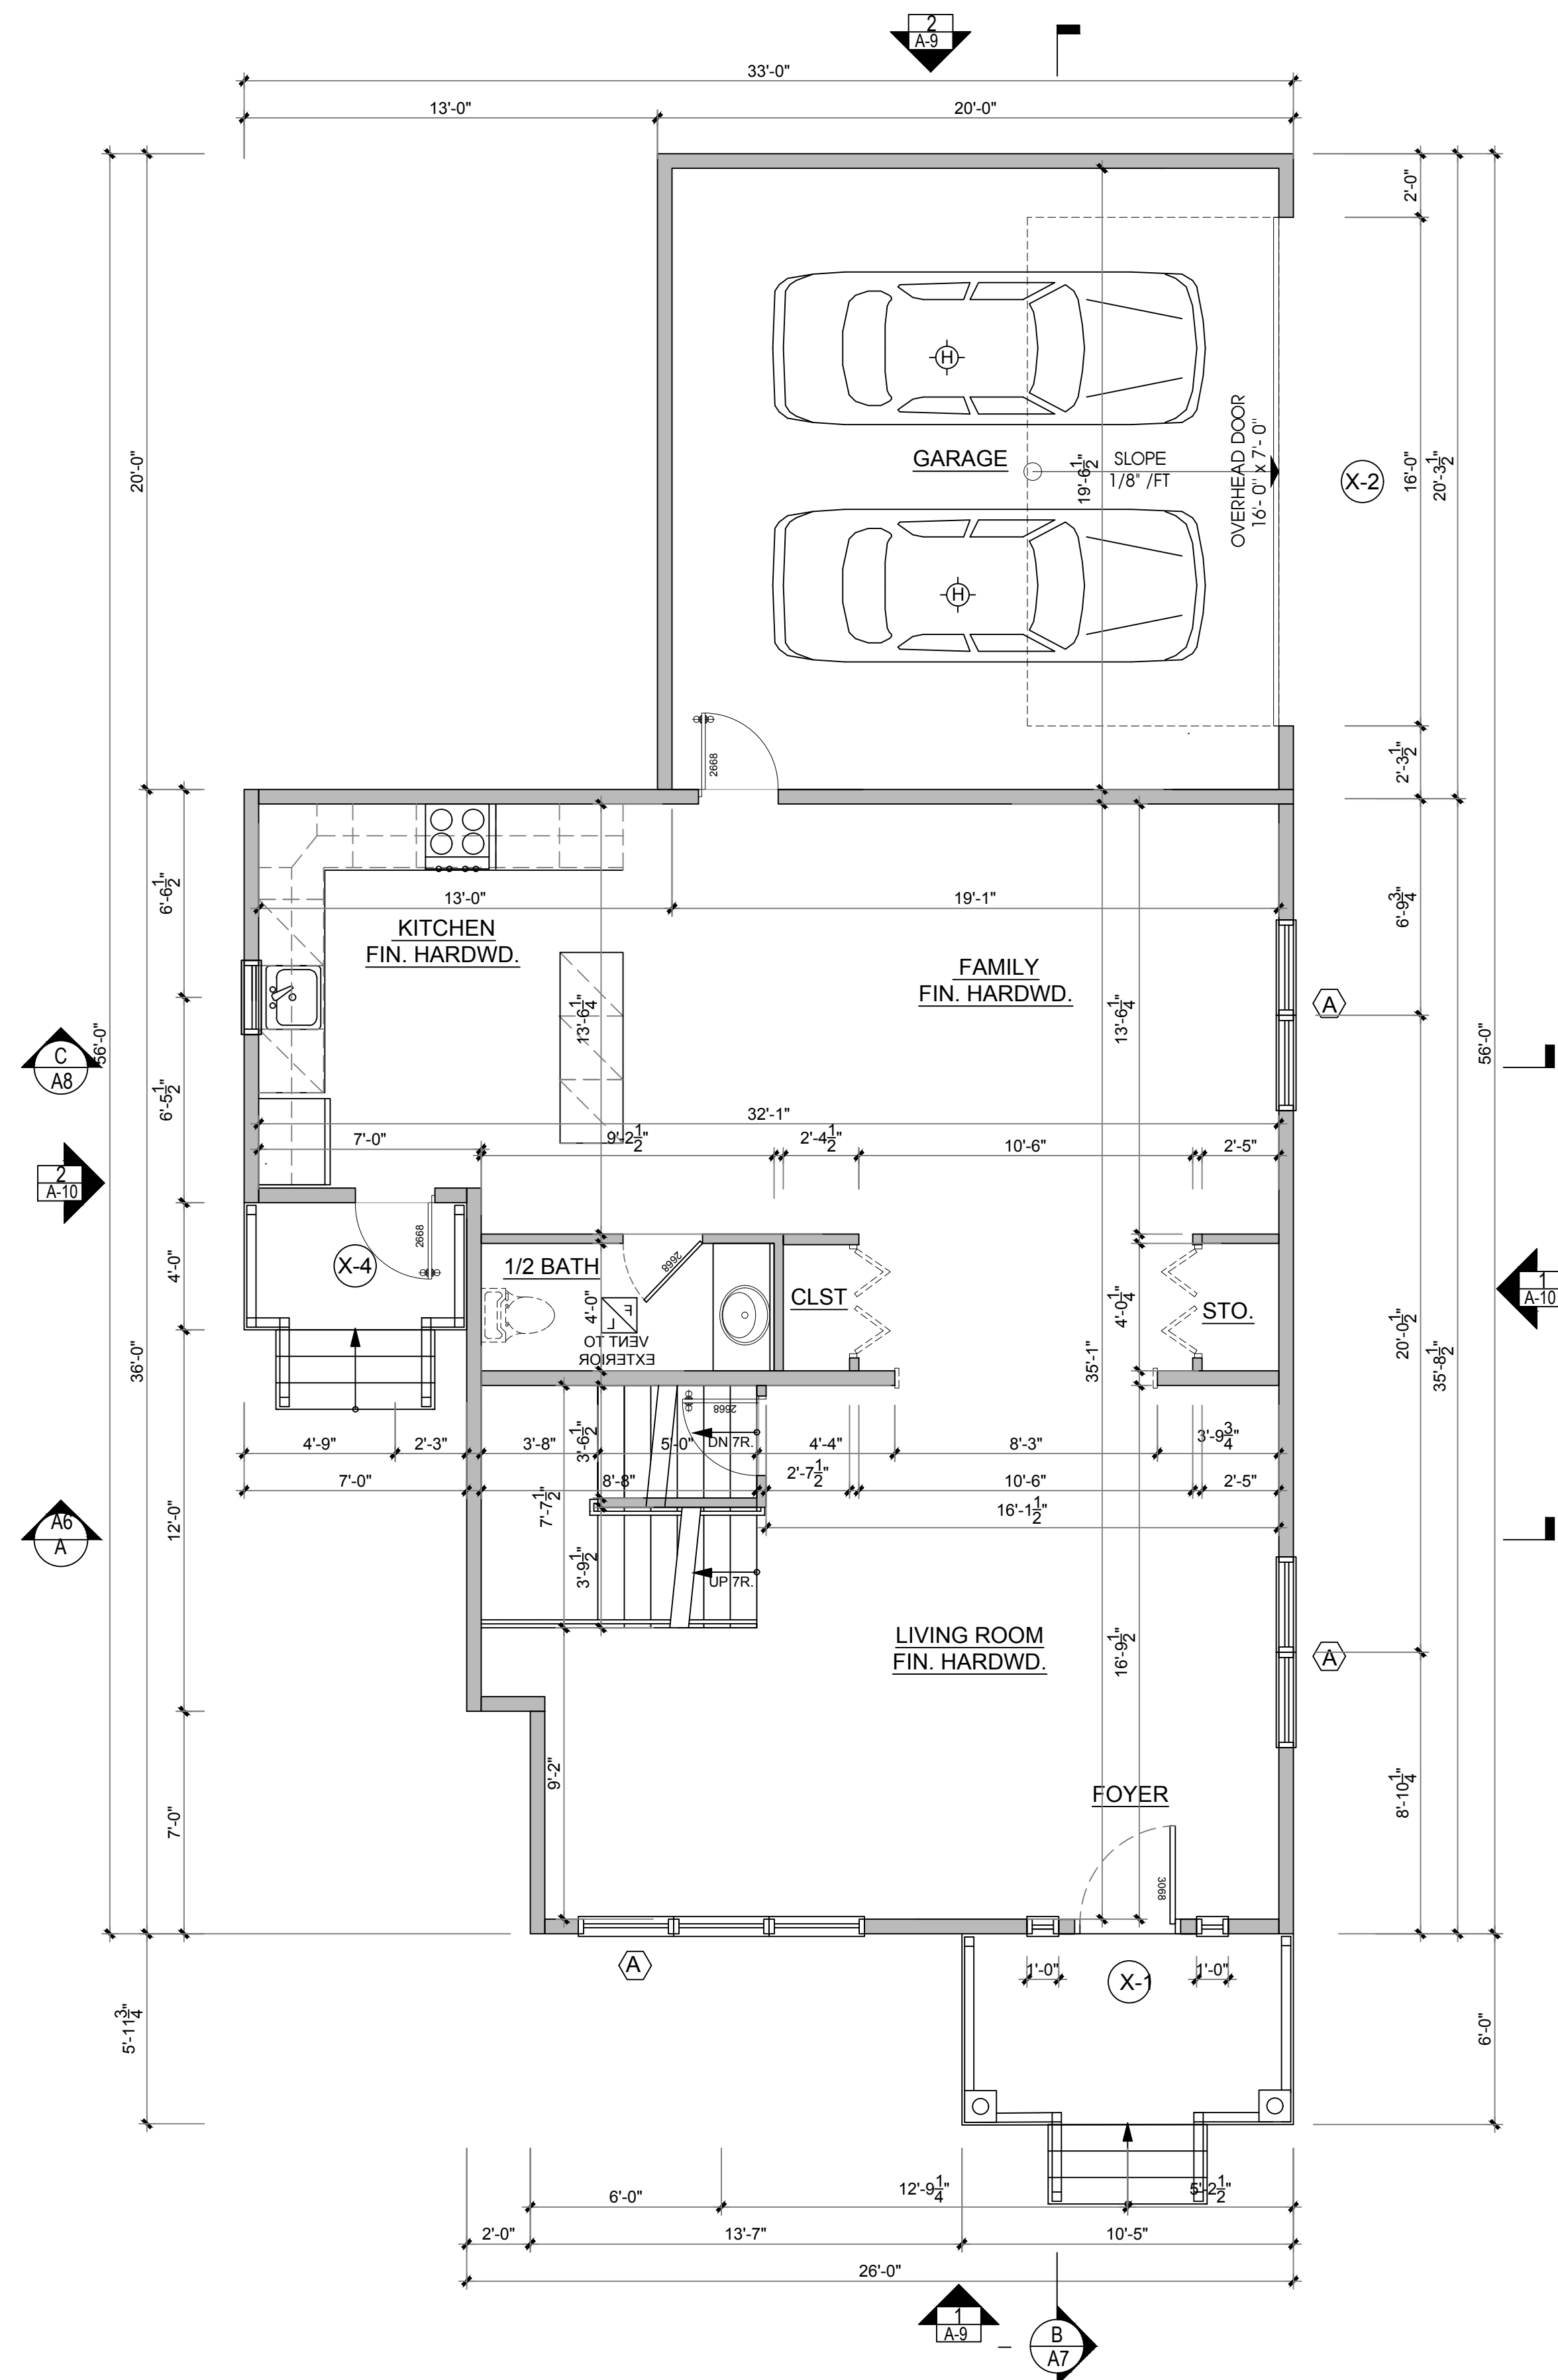 2
A-9
33'-0"
13'-0"
20'-0"
2'-0"
20'-0"
GARAGE
19'-6 1/2"
SLOPE
1/8" /FT
OVERHEAD DOOR
16'- 0" x 7'- 0"
X-2
16'-0"
20'-3 1/2"
H
H
2668
2'-3 1/2"
6'-6 1/2"
13'-0"
19'-1"
6'-9 3/4"
KITCHEN
FIN. HARDWD.
FAMILY
FIN. HARDWD.
13'-6 1/4"
13'-6 1/4"
A
C
A8
56'-0"
56'-0"
6'-5 1/2"
32'-1"
7'-0"
9'-2 1/2"
2'-4 1/2"
10'-6"
2'-5"
2
A-10
2668
X-4
4'-0"
1/2 BATH
2668
4'-0"
F
L
VENT TO
EXTERIOR
CLST
4'-0 1/4"
STO.
1
A-10
36'-0"
35'-1"
20'-0 1/2"
35'-8 1/2"
2668
4'-9"
2'-3"
3'-8"
3'-6 1/2"
5'-0"
DN 7R.
4'-4"
8'-3"
3'-9 3/4"
7'-0"
8'-8"
2'-7 1/2"
10'-6"
2'-5"
7'-7 1/2"
16'-1 1/2"
A6
A
12'-0"
3'-9 1/2"
UP 7R.
LIVING ROOM
FIN. HARDWD.
16'-9 1/2"
A
9'-2"
7'-0"
FOYER
8'-10 1/4"
3068
A
1'-0"
X-1
1'-0"
5'-11 3/4"
6'-0"
6'-0"
12'-9 1/4"
5'-2 1/2"
2'-0"
13'-7"
10'-5"
26'-0"
1
A-9
B
A7